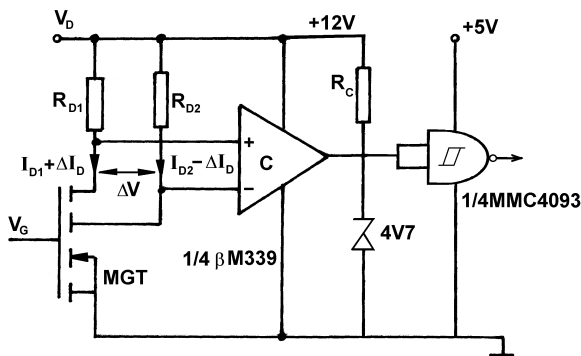 V_D
+12V
+5V
R_D1
R_D2
R_C
I_D1+ΔI_D
I_D2−ΔI_D
ΔV
+
−
C
V_G
MGT
1/4 βM339
4V7
1/4MMC4093